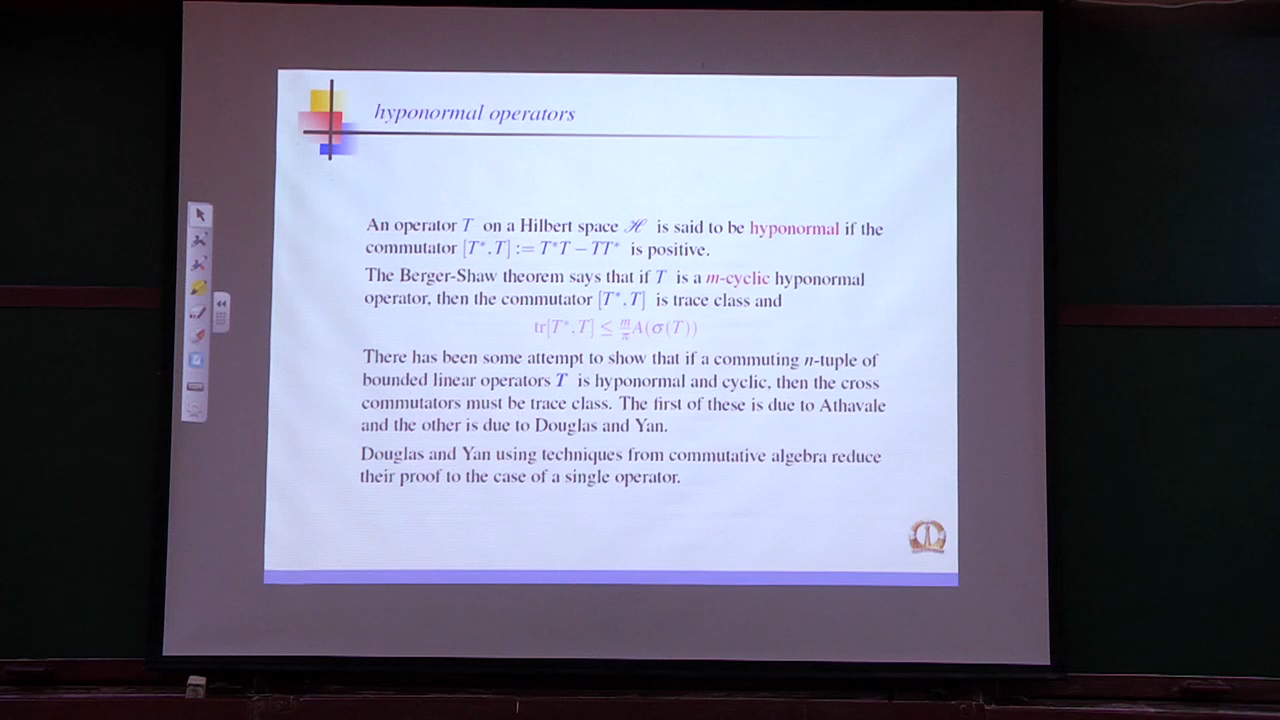 hyponormal operators
An operator T on a Hilbert space ℋ is said to be hyponormal if the
commutator [T*, T] := T*T − TT* is positive.
The Berger-Shaw theorem says that if T is a m-cyclic hyponormal
operator, then the commutator [T*, T] is trace class and
tr[T*, T] ≤ m/π A(σ(T))
There has been some attempt to show that if a commuting n-tuple of
bounded linear operators T is hyponormal and cyclic, then the cross
commutators must be trace class. The first of these is due to Athavale
and the other is due to Douglas and Yan.
Douglas and Yan using techniques from commutative algebra reduce
their proof to the case of a single operator.